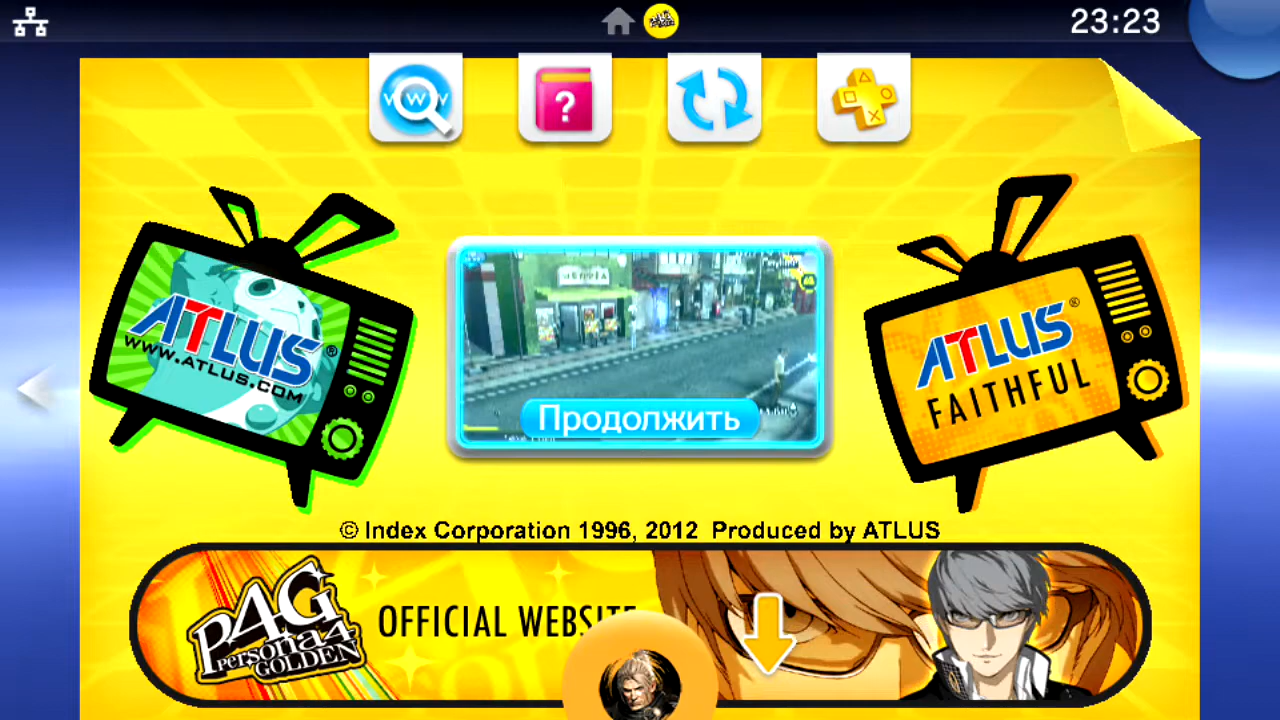 23:23
WWW
?
ATLUS®
WWW.ATLUS.COM
Продолжить
ATLUS®
FAITHFUL
© Index Corporation 1996, 2012 Produced by ATLUS
P4G
Persona4
GOLDEN
OFFICIAL WEBSITE